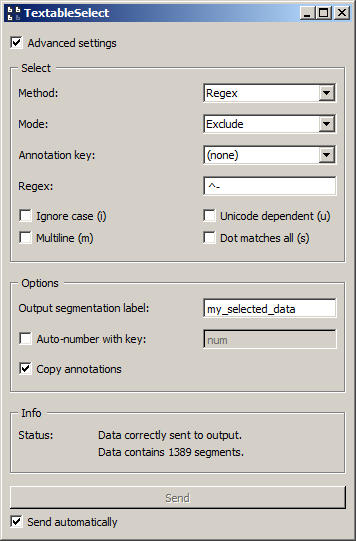 TextableSelect
Advanced settings
Select
Method: Regex
Mode: Exclude
Annotation key: (none)
Regex: ^-
Ignore case (i) Unicode dependent (u)
Multiline (m) Dot matches all (s)
Options
Output segmentation label: my_selected_data
Auto-number with key: num
Copy annotations
Info
Status: Data correctly sent to output.
Data contains 1389 segments.
Send
Send automatically